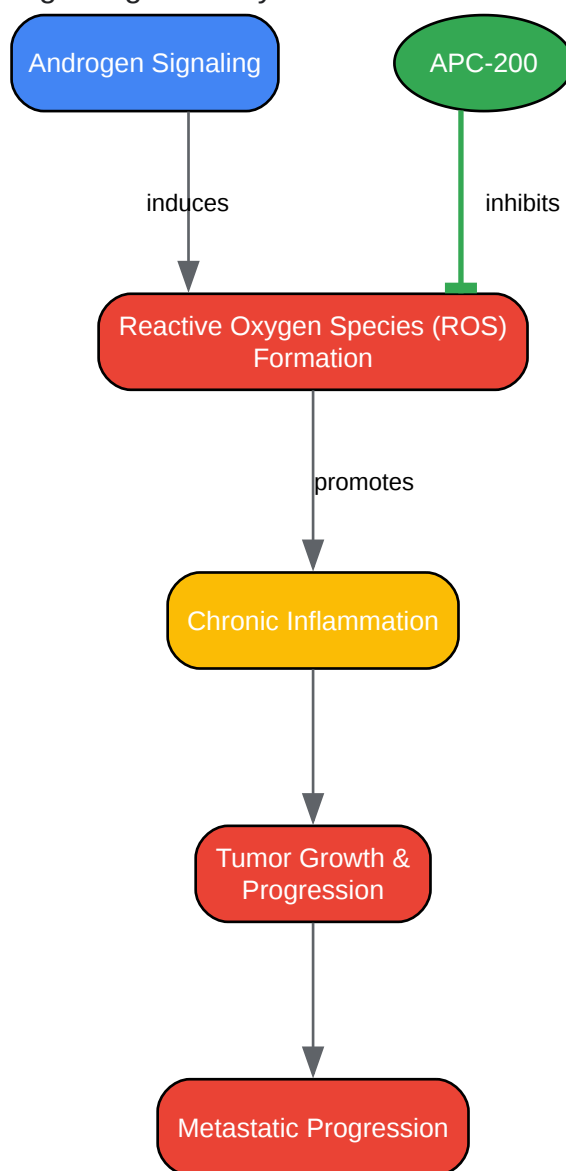 Androgen Signaling
APC-200
induces
inhibits
Reactive Oxygen Species (ROS)
Formation
promotes
Chronic Inflammation
Tumor Growth &
Progression
Metastatic Progression